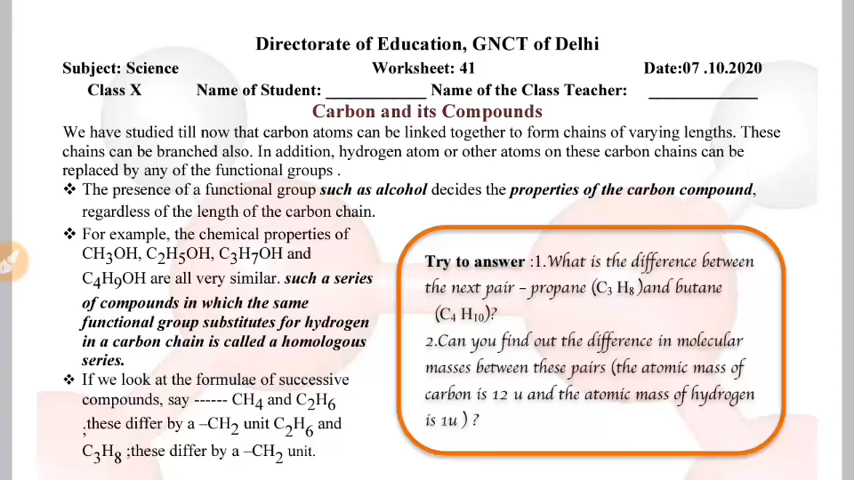 Directorate of Education, GNCT of Delhi
Subject: Science Worksheet: 41 Date:07 .10.2020
Class X Name of Student: ____________ Name of the Class Teacher: _____________
Carbon and its Compounds
We have studied till now that carbon atoms can be linked together to form chains of varying lengths. These
chains can be branched also. In addition, hydrogen atom or other atoms on these carbon chains can be
replaced by any of the functional groups .
❖ The presence of a functional group such as alcohol decides the properties of the carbon compound,
regardless of the length of the carbon chain.
❖ For example, the chemical properties of
CH₃OH, C₂H₅OH, C₃H₇OH and
C₄H₉OH are all very similar. such a series
of compounds in which the same
functional group substitutes for hydrogen
in a carbon chain is called a homologous
series.
❖ If we look at the formulae of successive
compounds, say ------ CH₄ and C₂H₆
;these differ by a –CH₂ unit C₂H₆ and
C₃H₈ ;these differ by a –CH₂ unit.
Try to answer :1.What is the difference between
the next pair – propane (C₃ H₈ )and butane
(C₄ H₁₀)?
2.Can you find out the difference in molecular
masses between these pairs (the atomic mass of
carbon is 12 u and the atomic mass of hydrogen
is 1u ) ?